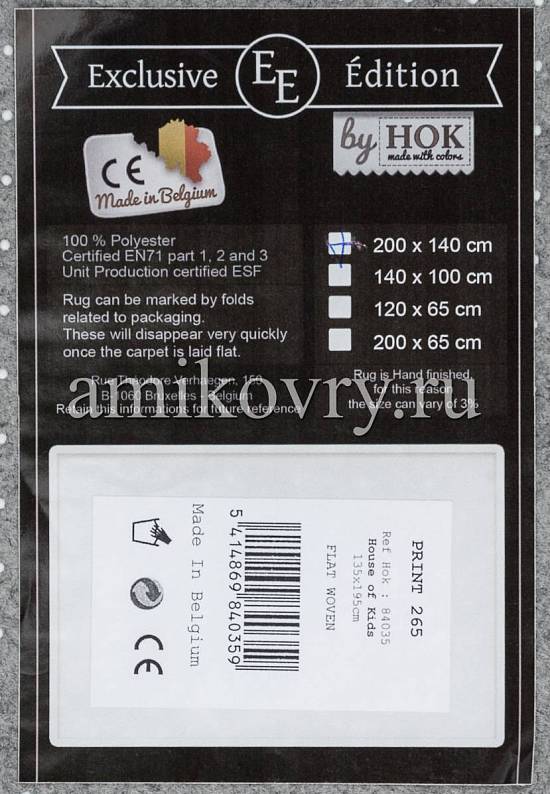 Exclusive EE Édition
by HOK
made with colors
CE
Made in Belgium
100 % Polyester
Certified EN71 part 1, 2 and 3
Unit Production certified ESF
Rug can be marked by folds
related to packaging.
These will disappear very quickly
once the carpet is laid flat.
200 x 140 cm
140 x 100 cm
120 x 65 cm
200 x 65 cm
Rue Théodore Verhaegen, 159
B-1060 Bruxelles - Belgium
Retain this informations for future reference
Rug is Hand finished,
for this reason
the size can vary of 3%
amikovry.ru
PRINT 265
Ref Hok : 84035
House of Kids
135x195cm
FLAT WOVEN
5 414869 840359
Made In Belgium
CE